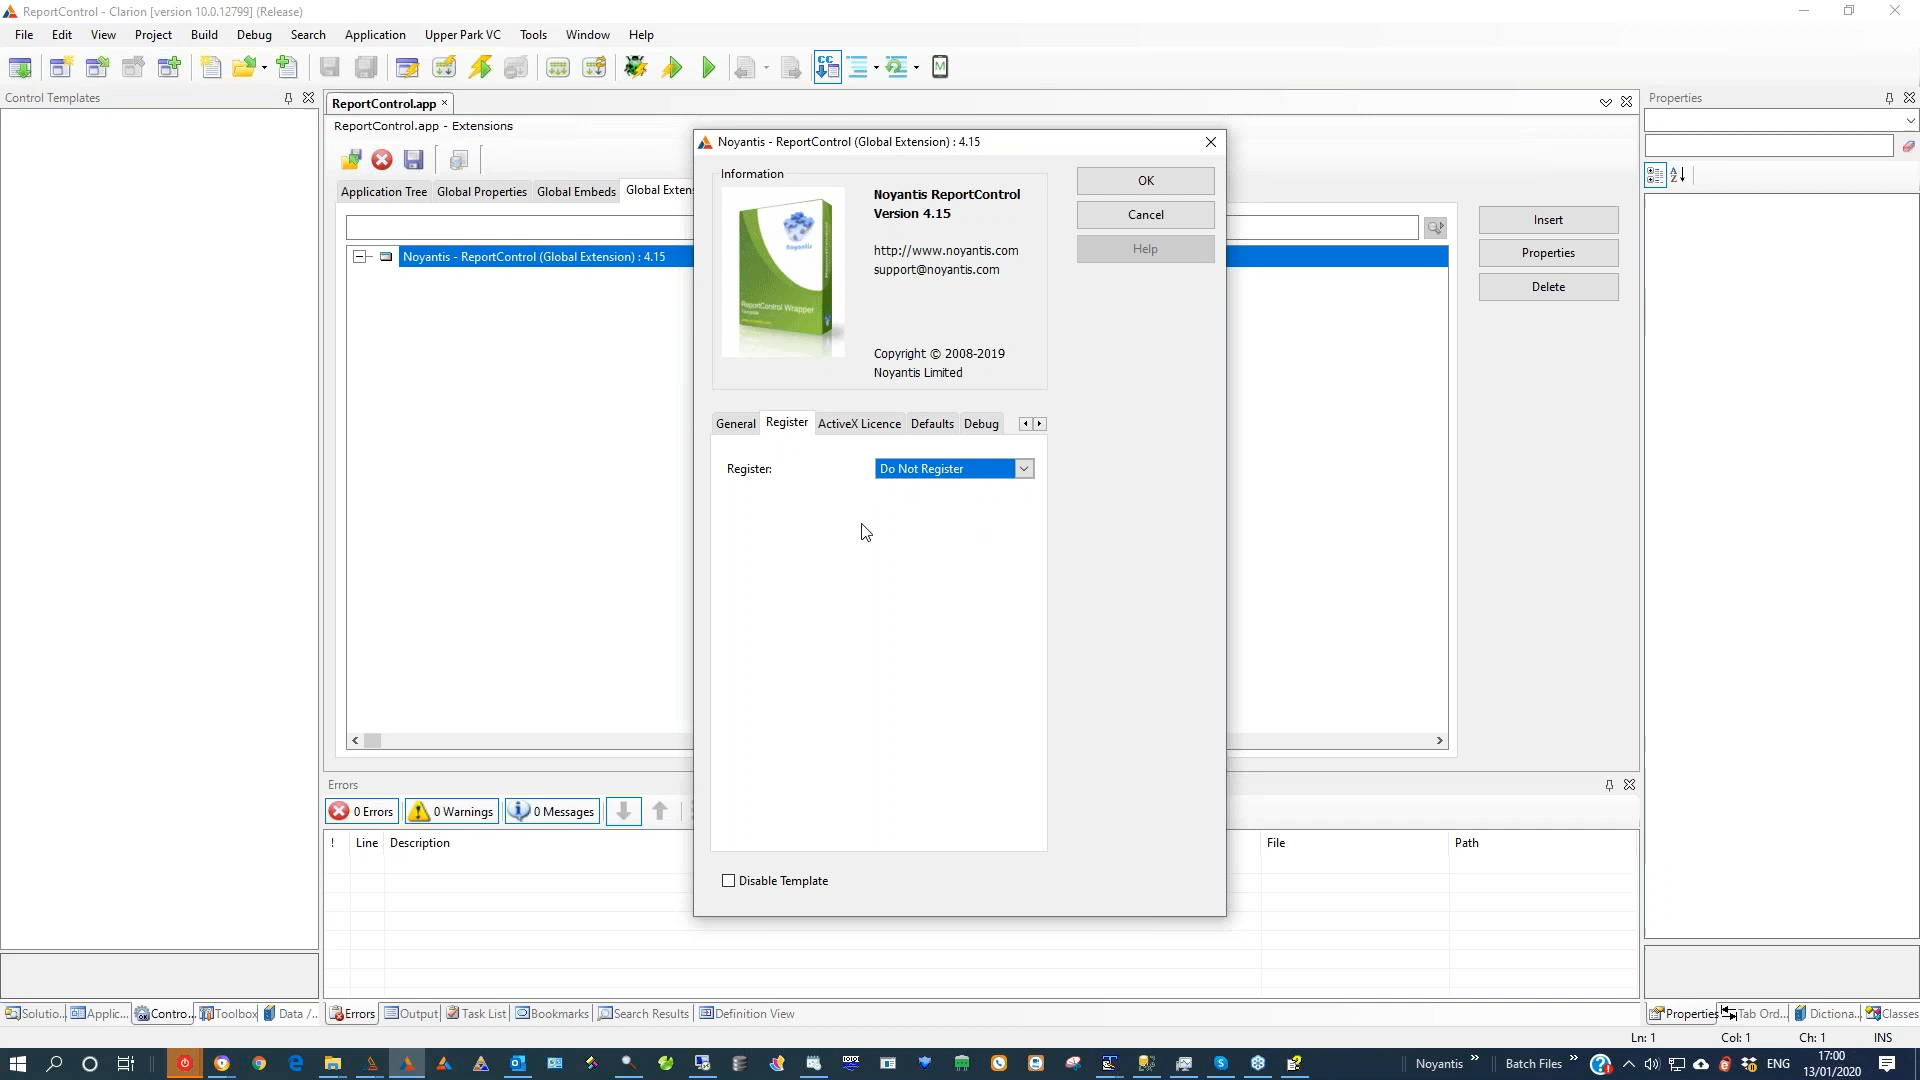 ReportControl - Clarion [version 10.0.12799] (Release)
File Edit View Project Build Debug Search Application Upper Park VC Tools Window Help
Control Templates
ReportControl.app
Properties
ReportControl.app - Extensions
Application Tree Global Properties Global Embeds Global Exten
Noyantis - ReportControl (Global Extension) : 4.15
Insert
Properties
Delete
Noyantis - ReportControl (Global Extension) : 4.15
Information
Noyantis ReportControl
Version 4.15
http://www.noyantis.com
support@noyantis.com
Noyantis
ReportControl Wrapper
Copyright © 2008-2019
Noyantis Limited
OK
Cancel
Help
General Register ActiveX Licence Defaults Debug
Register: Do Not Register
Disable Template
Errors
0 Errors 0 Warnings 0 Messages
! Line Description File Path
Solutio... Applic... Contro... Toolbox Data /... Errors Output Task List Bookmarks Search Results Definition View Properties Tab Ord... Dictiona... Classes
Ln: 1 Col: 1 Ch: 1 INS
Noyantis » Batch Files » ENG 17:00
13/01/2020